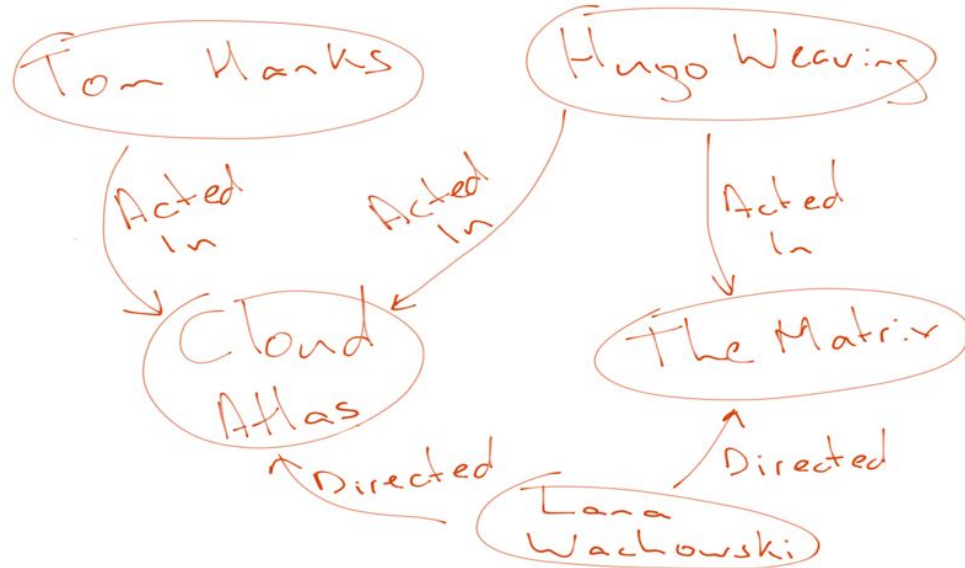 Tom Hanks
Hugo Weaving
Acted
In
Acted
In
Acted
In
Cloud
Atlas
The Matrix
Directed
Directed
Lana
Wachowski